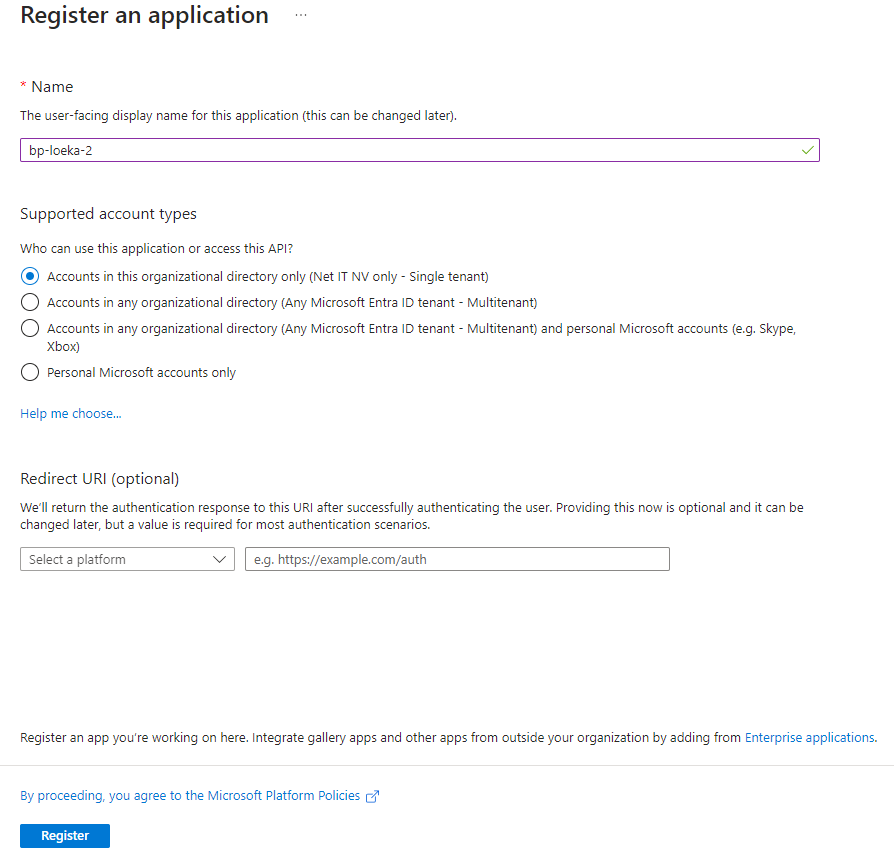 Register an application ...
* Name
The user-facing display name for this application (this can be changed later).
bp-loeka-2
Supported account types
Who can use this application or access this API?
Accounts in this organizational directory only (Net IT NV only - Single tenant)
Accounts in any organizational directory (Any Microsoft Entra ID tenant - Multitenant)
Accounts in any organizational directory (Any Microsoft Entra ID tenant - Multitenant) and personal Microsoft accounts (e.g. Skype,
Xbox)
Personal Microsoft accounts only
Help me choose...
Redirect URI (optional)
We'll return the authentication response to this URI after successfully authenticating the user. Providing this now is optional and it can be
changed later, but a value is required for most authentication scenarios.
Select a platform e.g. https://example.com/auth
Register an app you're working on here. Integrate gallery apps and other apps from outside your organization by adding from Enterprise applications.
By proceeding, you agree to the Microsoft Platform Policies
Register